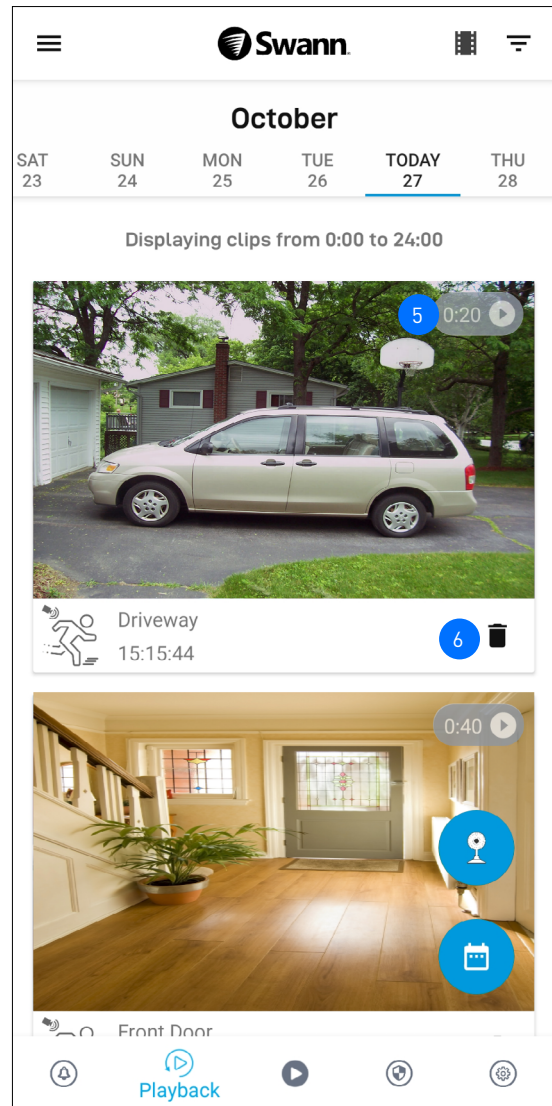 Swann.
October
SAT SUN MON TUE TODAY THU
23 24 25 26 27 28
Displaying clips from 0:00 to 24:00
5 0:20
Driveway
15:15:44
6
0:40
Front Door
Playback